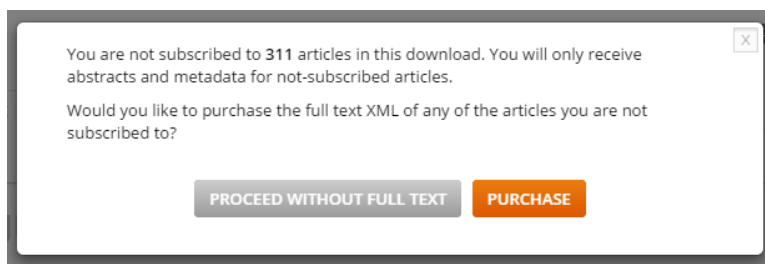 X
You are not subscribed to 311 articles in this download. You will only receive
abstracts and metadata for not-subscribed articles.
Would you like to purchase the full text XML of any of the articles you are not
subscribed to?
PROCEED WITHOUT FULL TEXT PURCHASE